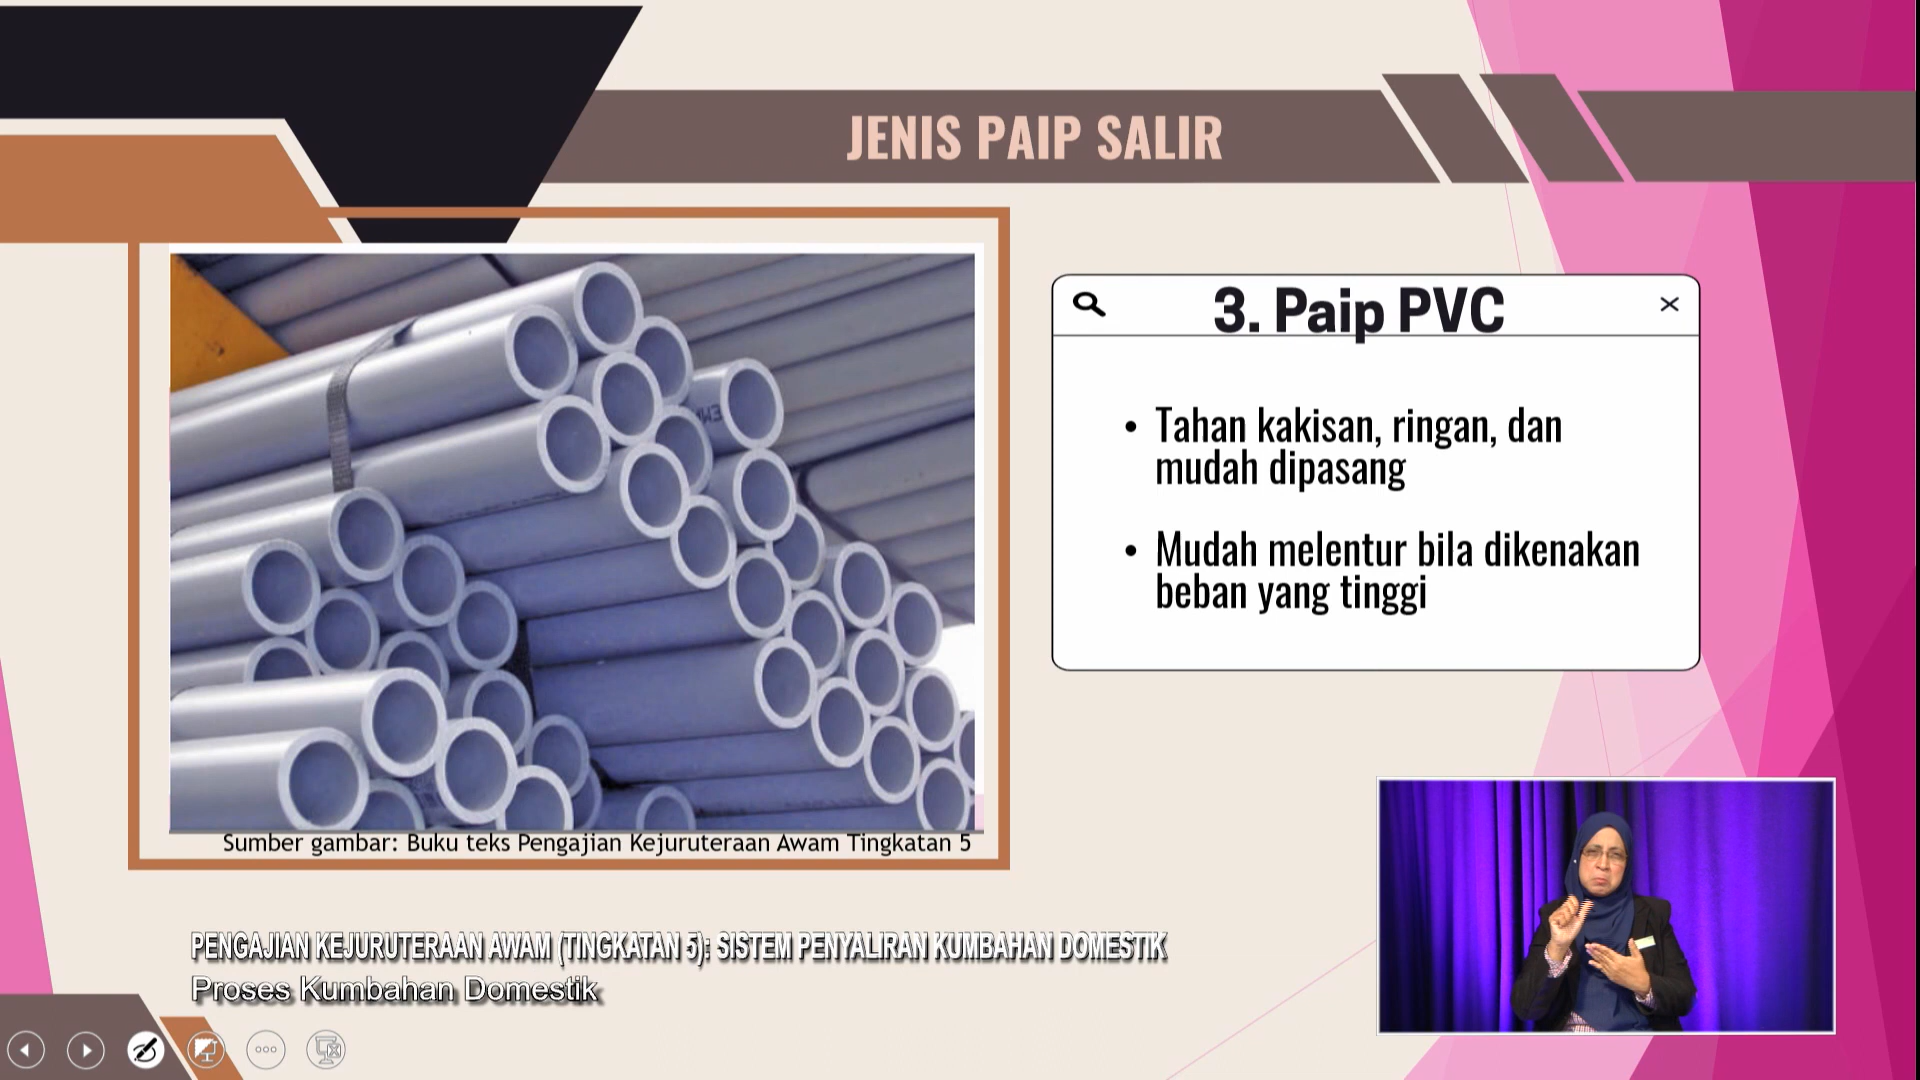 JENIS PAIP SALIR
3. Paip PVC
• Tahan kakisan, ringan, dan
mudah dipasang
• Mudah melentur bila dikenakan
beban yang tinggi
Sumber gambar: Buku teks Pengajian Kejuruteraan Awam Tingkatan 5
PENGAJIAN KEJURUTERAAN AWAM (TINGKATAN 5): SISTEM PENYALIRAN KUMBAHAN DOMESTIK
Proses Kumbahan Domestik